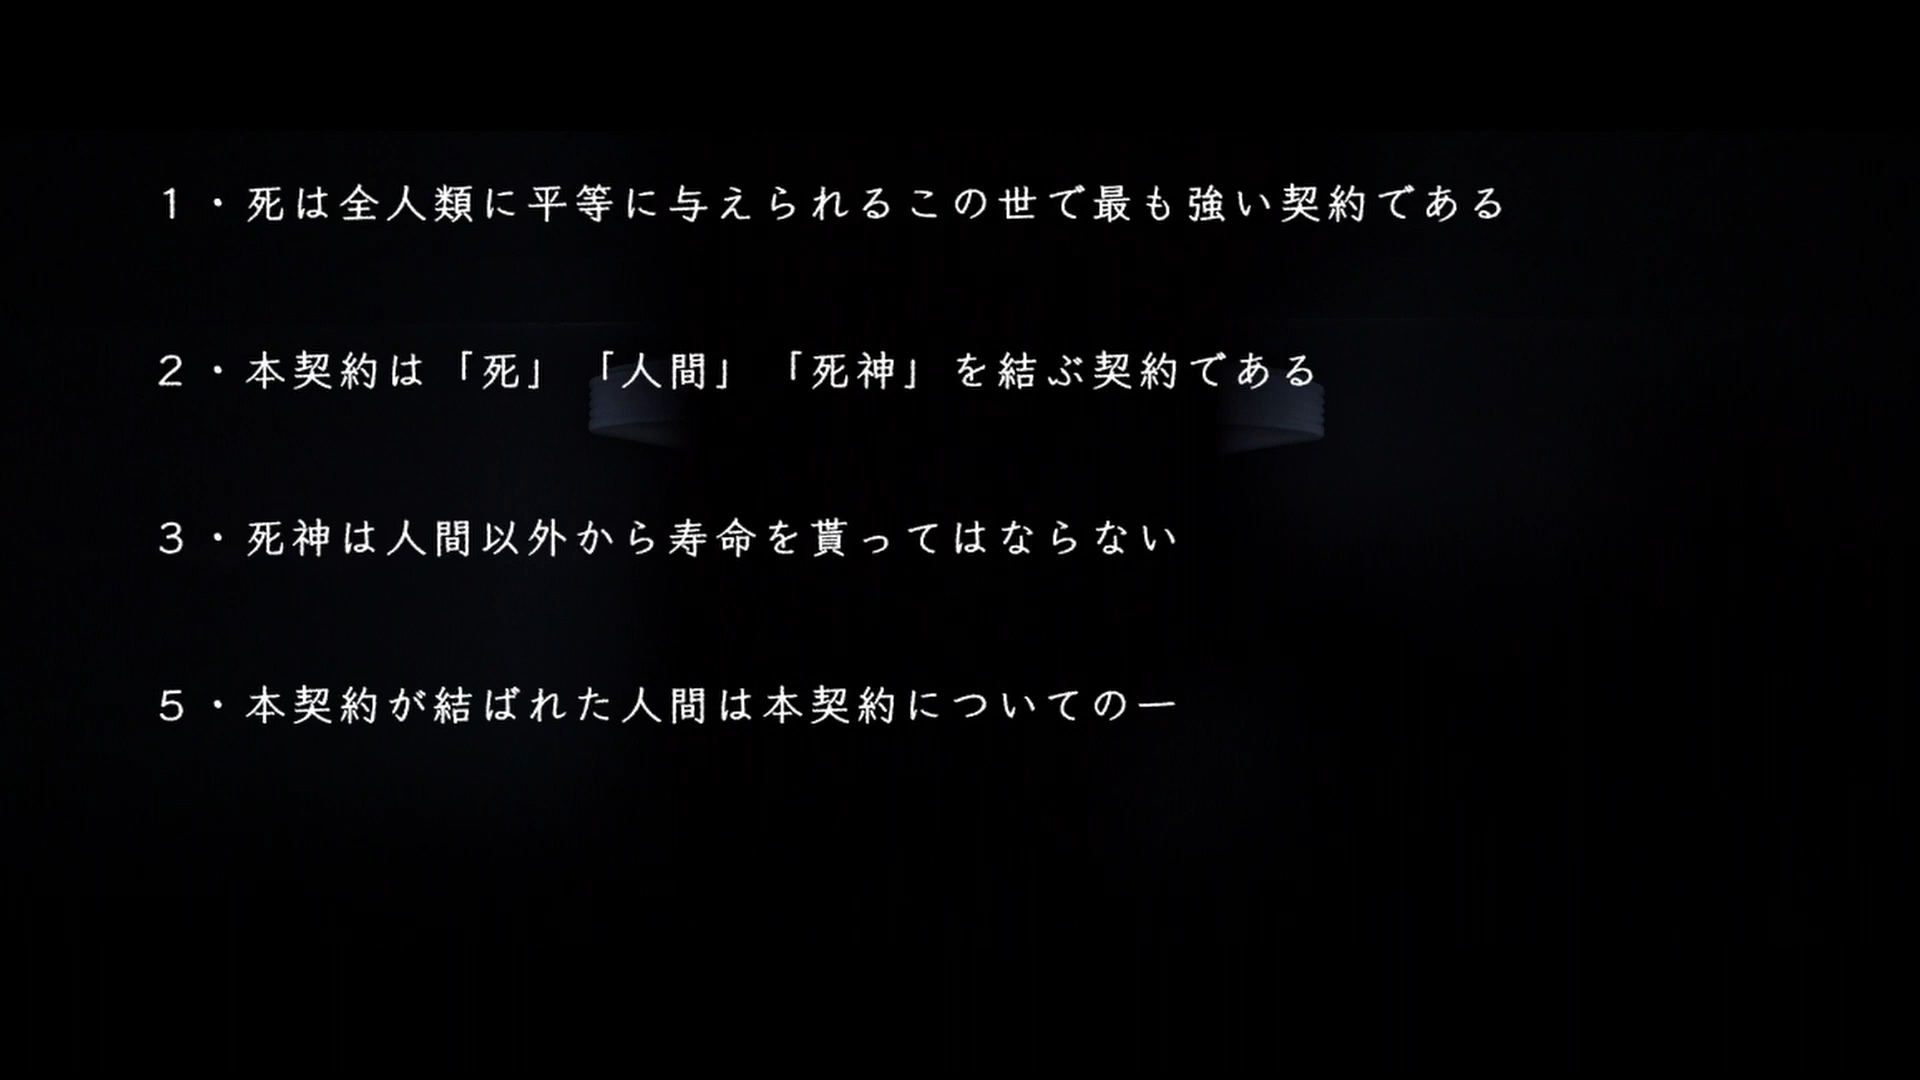 1・死は全人類に平等に与えられるこの世で最も強い契約である
2・本契約は「死」「人間」「死神」を結ぶ契約である
3・死神は人間以外から寿命を貰ってはならない
5・本契約が結ばれた人間は本契約についての一